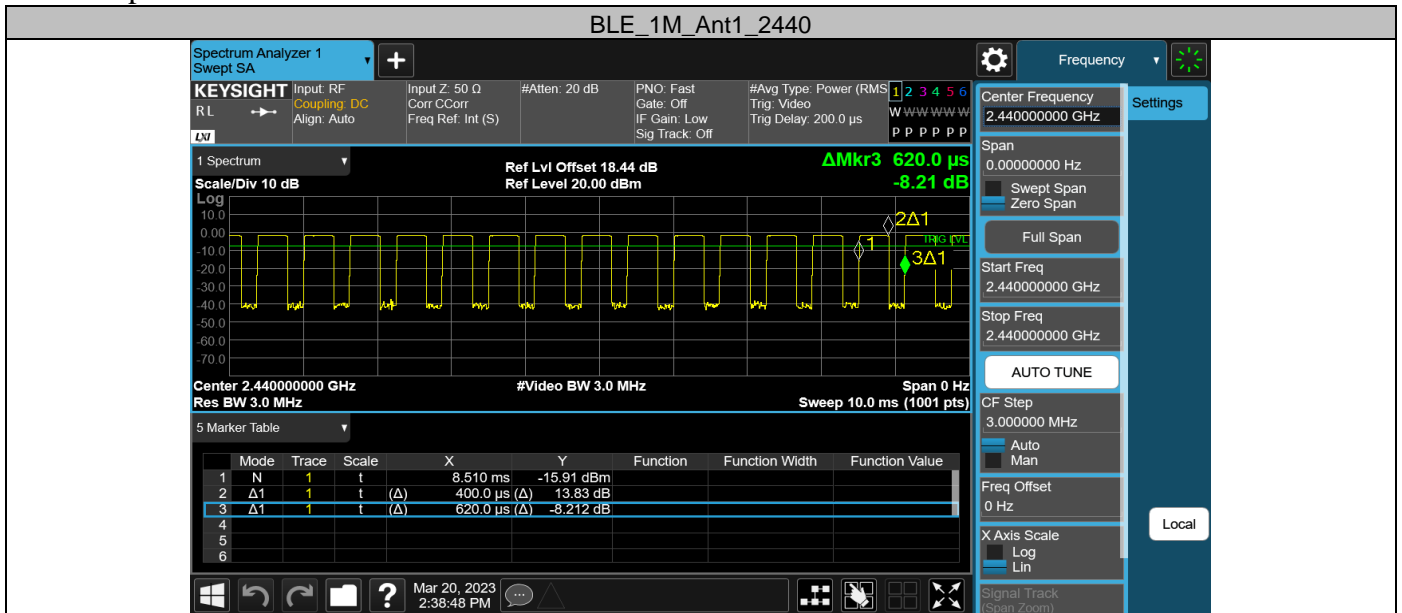 BLE_1M_Ant1_2440
Spectrum Analyzer 1
Swept SA
+
Frequency
KEYSIGHT
RL
LXI
Input: RF
Coupling: DC
Align: Auto
Input Z: 50 Ω
Corr CCorr
Freq Ref: Int (S)
#Atten: 20 dB
PNO: Fast
Gate: Off
IF Gain: Low
Sig Track: Off
#Avg Type: Power (RMS
Trig: Video
Trig Delay: 200.0 µs
1 2 3 4 5 6
W W W W W W
P P P P P P
1 Spectrum
Scale/Div 10 dB
Log
Ref Lvl Offset 18.44 dB
Ref Level 20.00 dBm
ΔMkr3 620.0 µs
-8.21 dB
10.0
0.00
-10.0
-20.0
-30.0
-40.0
-50.0
-60.0
-70.0
2Δ1
TRIG LVL
1
3Δ1
Center 2.440000000 GHz
#Video BW 3.0 MHz
Span 0 Hz
Res BW 3.0 MHz
Sweep 10.0 ms (1001 pts)
5 Marker Table
Mode Trace Scale X Y Function Function Width Function Value
1 N 1 t 8.510 ms -15.91 dBm
2 Δ1 1 t (Δ) 400.0 µs (Δ) 13.83 dB
3 Δ1 1 t (Δ) 620.0 µs (Δ) -8.212 dB
4
5
6
Mar 20, 2023
2:38:48 PM
?
Center Frequency
2.440000000 GHz
Settings
Span
0.00000000 Hz
Swept Span
Zero Span
Full Span
Start Freq
2.440000000 GHz
Stop Freq
2.440000000 GHz
AUTO TUNE
CF Step
3.000000 MHz
Auto
Man
Freq Offset
0 Hz
Local
X Axis Scale
Log
Lin
Signal Track
(Span Zoom)